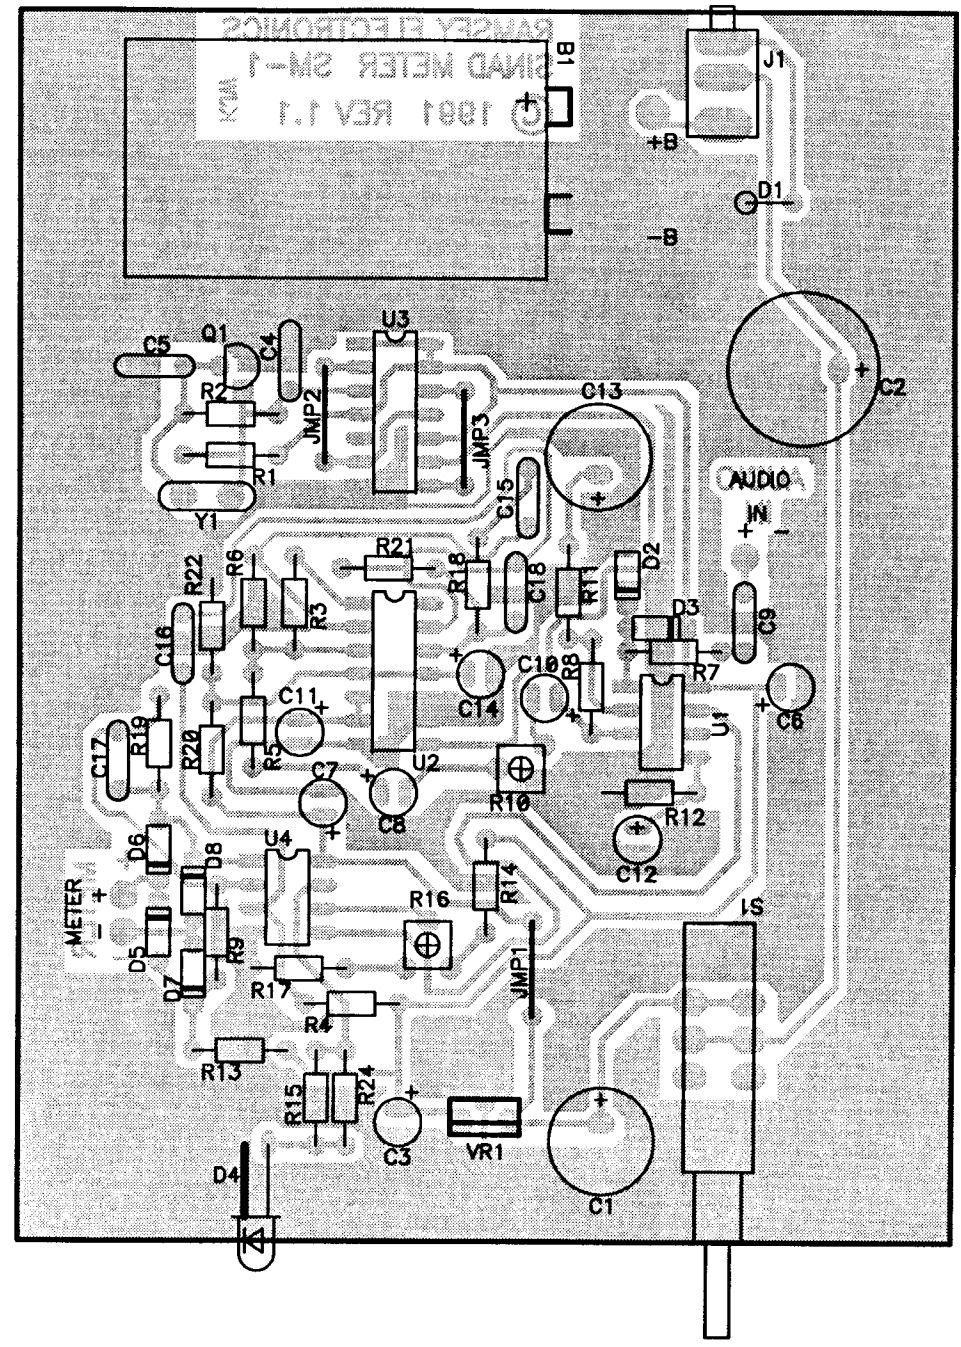 RAMSEY ELECTRONICS
SINAD METER SM-1
© 1991 REV 1.1
B1
+
J1
+B
D1
-B
U3
Q1
C4
C5
R2
JMP2
C13
+
C2
R1
JMP3
+
Y1
C15
AUDIO
IN
+ -
R22
R6
R3
R21
R18
C18
R11
D2
C16
D3
C9
R7
R8
C10
+
C14
+
C6
+
U1
C17
R19
R20
R5
C11
+
U2
C7
+
C8
+
R10
R12
+
C12
D6
D8
U4
R14
METER
+
-
R16
S1
D5
D7
R9
R17
JMP1
R4
R13
R15
R24
+
C3
VR1
+
C1
D4